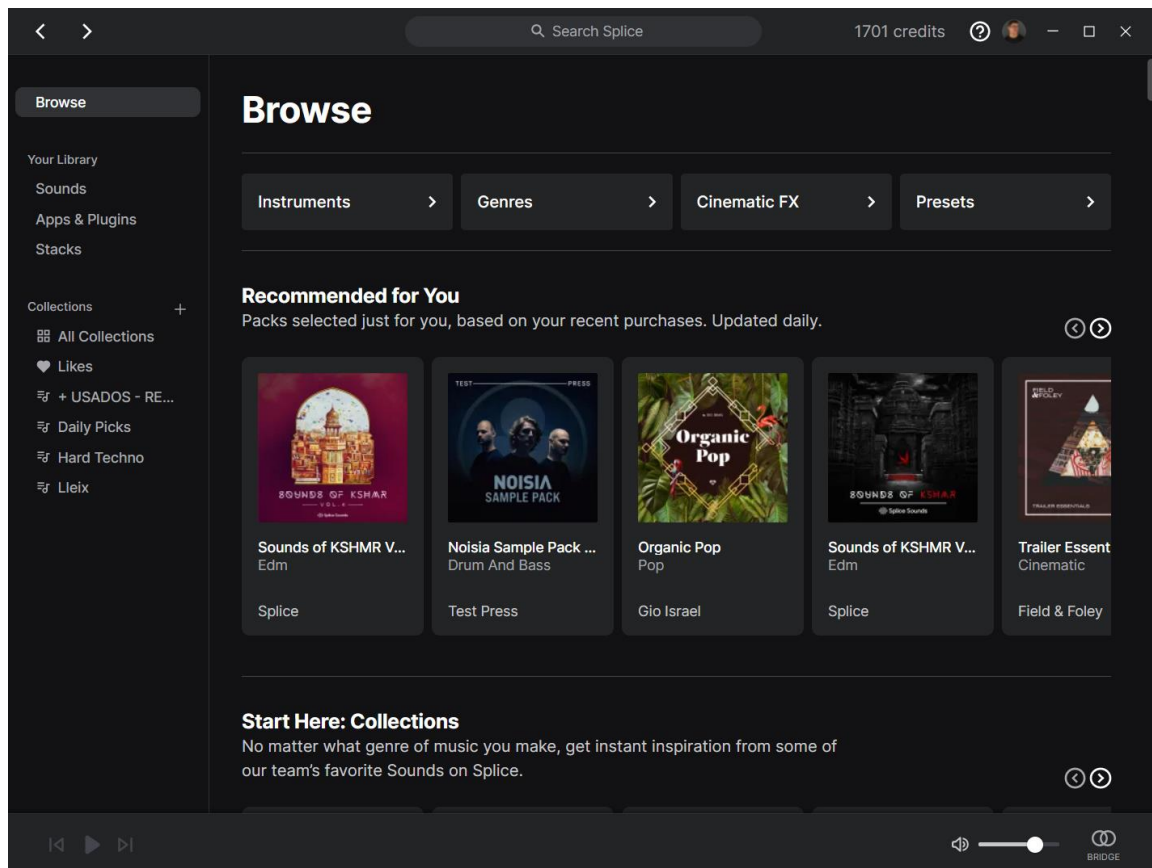 Search Splice
1701 credits
Browse
Your Library
Sounds
Apps & Plugins
Stacks
Collections
All Collections
Likes
+ USADOS - RE...
Daily Picks
Hard Techno
Lleix
Browse
Instruments
Genres
Cinematic FX
Presets
Recommended for You
Packs selected just for you, based on your recent purchases. Updated daily.
SOUNDS OF KSHMR
VOL.4
Splice Sounds
Sounds of KSHMR V...
Edm
Splice
TEST PRESS
NOISIA
SAMPLE PACK
Noisia Sample Pack ...
Drum And Bass
Test Press
Organic
Pop
Organic Pop
Pop
Gio Israel
SOUNDS OF KSHMR
Splice Sounds
Sounds of KSHMR V...
Edm
Splice
FIELD
&FOLEY
TRAILER ESSENTIALS
Trailer Essent
Cinematic
Field & Foley
Start Here: Collections
No matter what genre of music you make, get instant inspiration from some of
our team's favorite Sounds on Splice.
BRIDGE